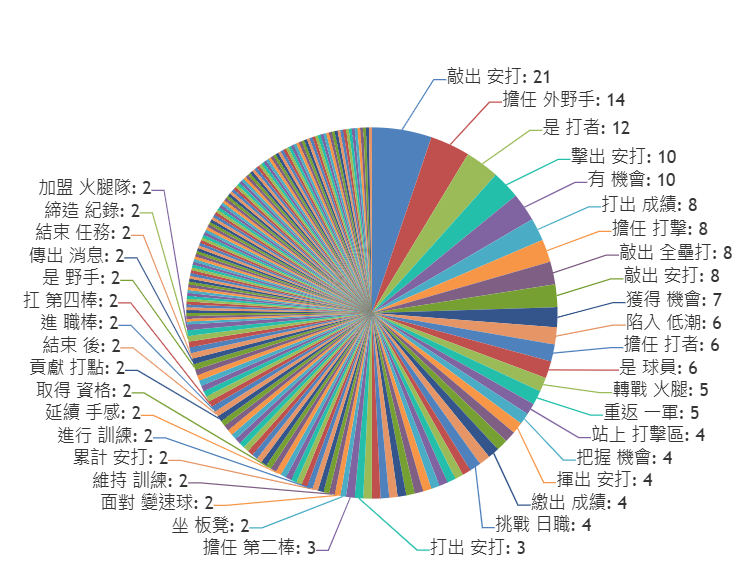 敲出 安打: 21
擔任 外野手: 14
是 打者: 12
擊出 安打: 10
有 機會: 10
打出 成績: 8
擔任 打擊: 8
敲出 全壘打: 8
敲出 安打: 8
獲得 機會: 7
陷入 低潮: 6
擔任 打者: 6
是 球員: 6
轉戰 火腿: 5
重返 一軍: 5
站上 打擊區: 4
把握 機會: 4
揮出 安打: 4
繳出 成績: 4
挑戰 日職: 4
打出 安打: 3
擔任 第二棒: 3
坐 板凳: 2
面對 變速球: 2
維持 訓練: 2
累計 安打: 2
進行 訓練: 2
延續 手感: 2
取得 資格: 2
貢獻 打點: 2
結束 後: 2
進 職棒: 2
扛 第四棒: 2
是 野手: 2
傳出 消息: 2
結束 任務: 2
締造 紀錄: 2
加盟 火腿隊: 2